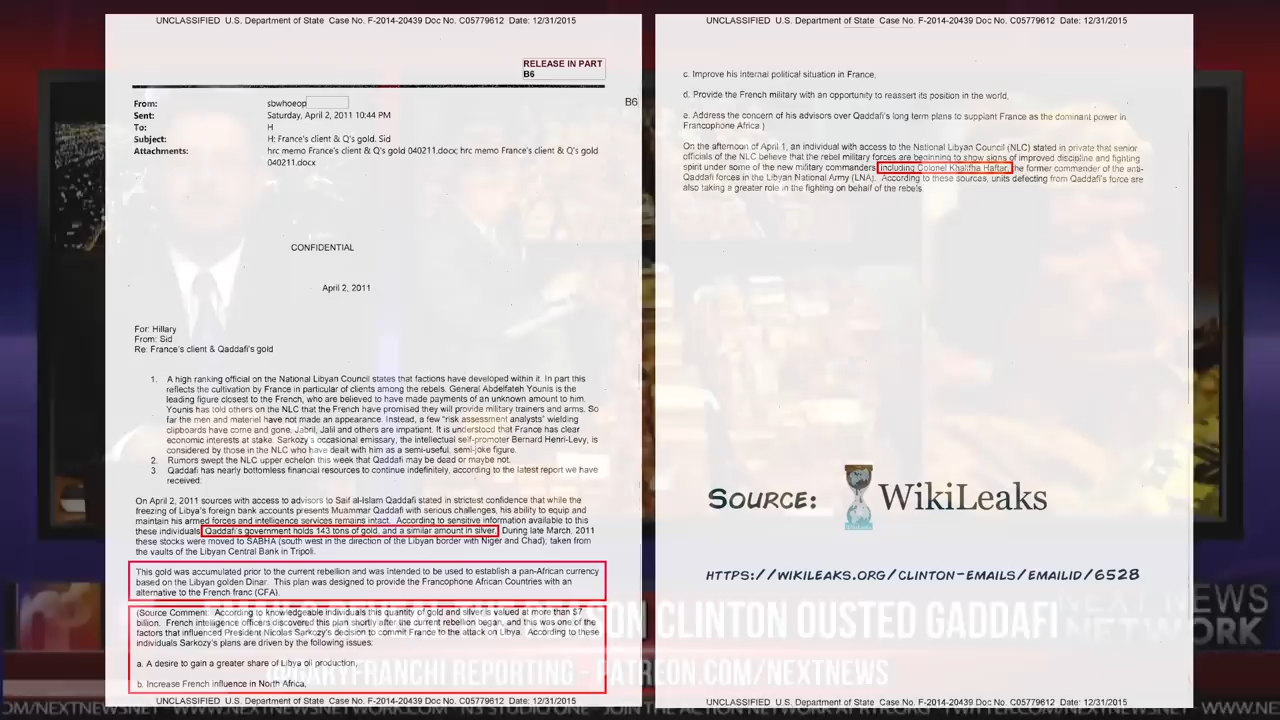 UNCLASSIFIED U.S. Department of State Case No. F-2014-20439 Doc No. C05779612 Date: 12/31/2015
RELEASE IN PART
B6
From: sbwhoeop
B6
Sent: Saturday, April 2, 2011 10:44 PM
To: H
Subject: H: France's client & Q's gold. Sid
Attachments: hrc memo France's client & Q's gold 040211.docx; hrc memo France's client & Q's gold
040211.docx
CONFIDENTIAL
April 2, 2011
For: Hillary
From: Sid
Re: France's client & Qaddafi's gold
1. A high ranking official on the National Libyan Council states that factions have developed within it. In part this
reflects the cultivation by France in particular of clients among the rebels. General Abdelfateh Younis is the
leading figure closest to the French, who are believed to have made payments of an unknown amount to him.
Younis has told others on the NLC that the French have promised they will provide military trainers and arms. So
far the men and materiel have not made an appearance. Instead, a few "risk assessment analysts" wielding
clipboards have come and gone. Jabril, Jalil and others are impatient. It is understood that France has clear
economic interests at stake. Sarkozy's occasional emissary, the intellectual self-promoter Bernard Henri-Levy, is
considered by those in the NLC who have dealt with him as a semi-useful, semi-joke figure.
2. Rumors swept the NLC upper echelon this week that Qaddafi may be dead or maybe not.
3. Qaddafi has nearly bottomless financial resources to continue indefinitely, according to the latest report we have
received:
On April 2, 2011 sources with access to advisors to Saif al-Islam Qaddafi stated in strictest confidence that while the
freezing of Libya's foreign bank accounts presents Muammar Qaddafi with serious challenges, his ability to equip and
maintain his armed forces and intelligence services remains intact. According to sensitive information available to this
these individuals, Qaddafi's government holds 143 tons of gold, and a similar amount in silver. During late March, 2011
these stocks were moved to SABHA (south west in the direction of the Libyan border with Niger and Chad); taken from
the vaults of the Libyan Central Bank in Tripoli.
This gold was accumulated prior to the current rebellion and was intended to be used to establish a pan-African currency
based on the Libyan golden Dinar. This plan was designed to provide the Francophone African Countries with an
alternative to the French franc (CFA).
(Source Comment: According to knowledgeable individuals this quantity of gold and silver is valued at more than $7
billion. French intelligence officers discovered this plan shortly after the current rebellion began, and this was one of the
factors that influenced President Nicolas Sarkozy's decision to commit France to the attack on Libya. According to these
individuals Sarkozy's plans are driven by the following issues:
a. A desire to gain a greater share of Libya oil production,
b. Increase French influence in North Africa,
UNCLASSIFIED U.S. Department of State Case No. F-2014-20439 Doc No. C05779612 Date: 12/31/2015
UNCLASSIFIED U.S. Department of State Case No. F-2014-20439 Doc No. C05779612 Date: 12/31/2015
c. Improve his internal political situation in France,
d. Provide the French military with an opportunity to reassert its position in the world,
e. Address the concern of his advisors over Qaddafi's long term plans to supplant France as the dominant power in
Francophone Africa.)
On the afternoon of April 1, an individual with access to the National Libyan Council (NLC) stated in private that senior
officials of the NLC believe that the rebel military forces are beginning to show signs of improved discipline and fighting
spirit under some of the new military commanders, including Colonel Khalifha Haftar, the former commander of the anti-
Qaddafi forces in the Libyan National Army (LNA). According to these sources, units defecting from Qaddafi's force are
also taking a greater role in the fighting on behalf of the rebels.
SOURCE: WikiLeaks
HTTPS://WIKILEAKS.ORG/CLINTON-EMAILS/EMAILID/6528
UNCLASSIFIED U.S. Department of State Case No. F-2014-20439 Doc No. C05779612 Date: 12/31/2015
CLINTON GADDAFI
REPORTING - PATREON.COM/NEXTNEWS
NEWS
NETWORK
WWW.NEXTNEWSNETWORK.COM